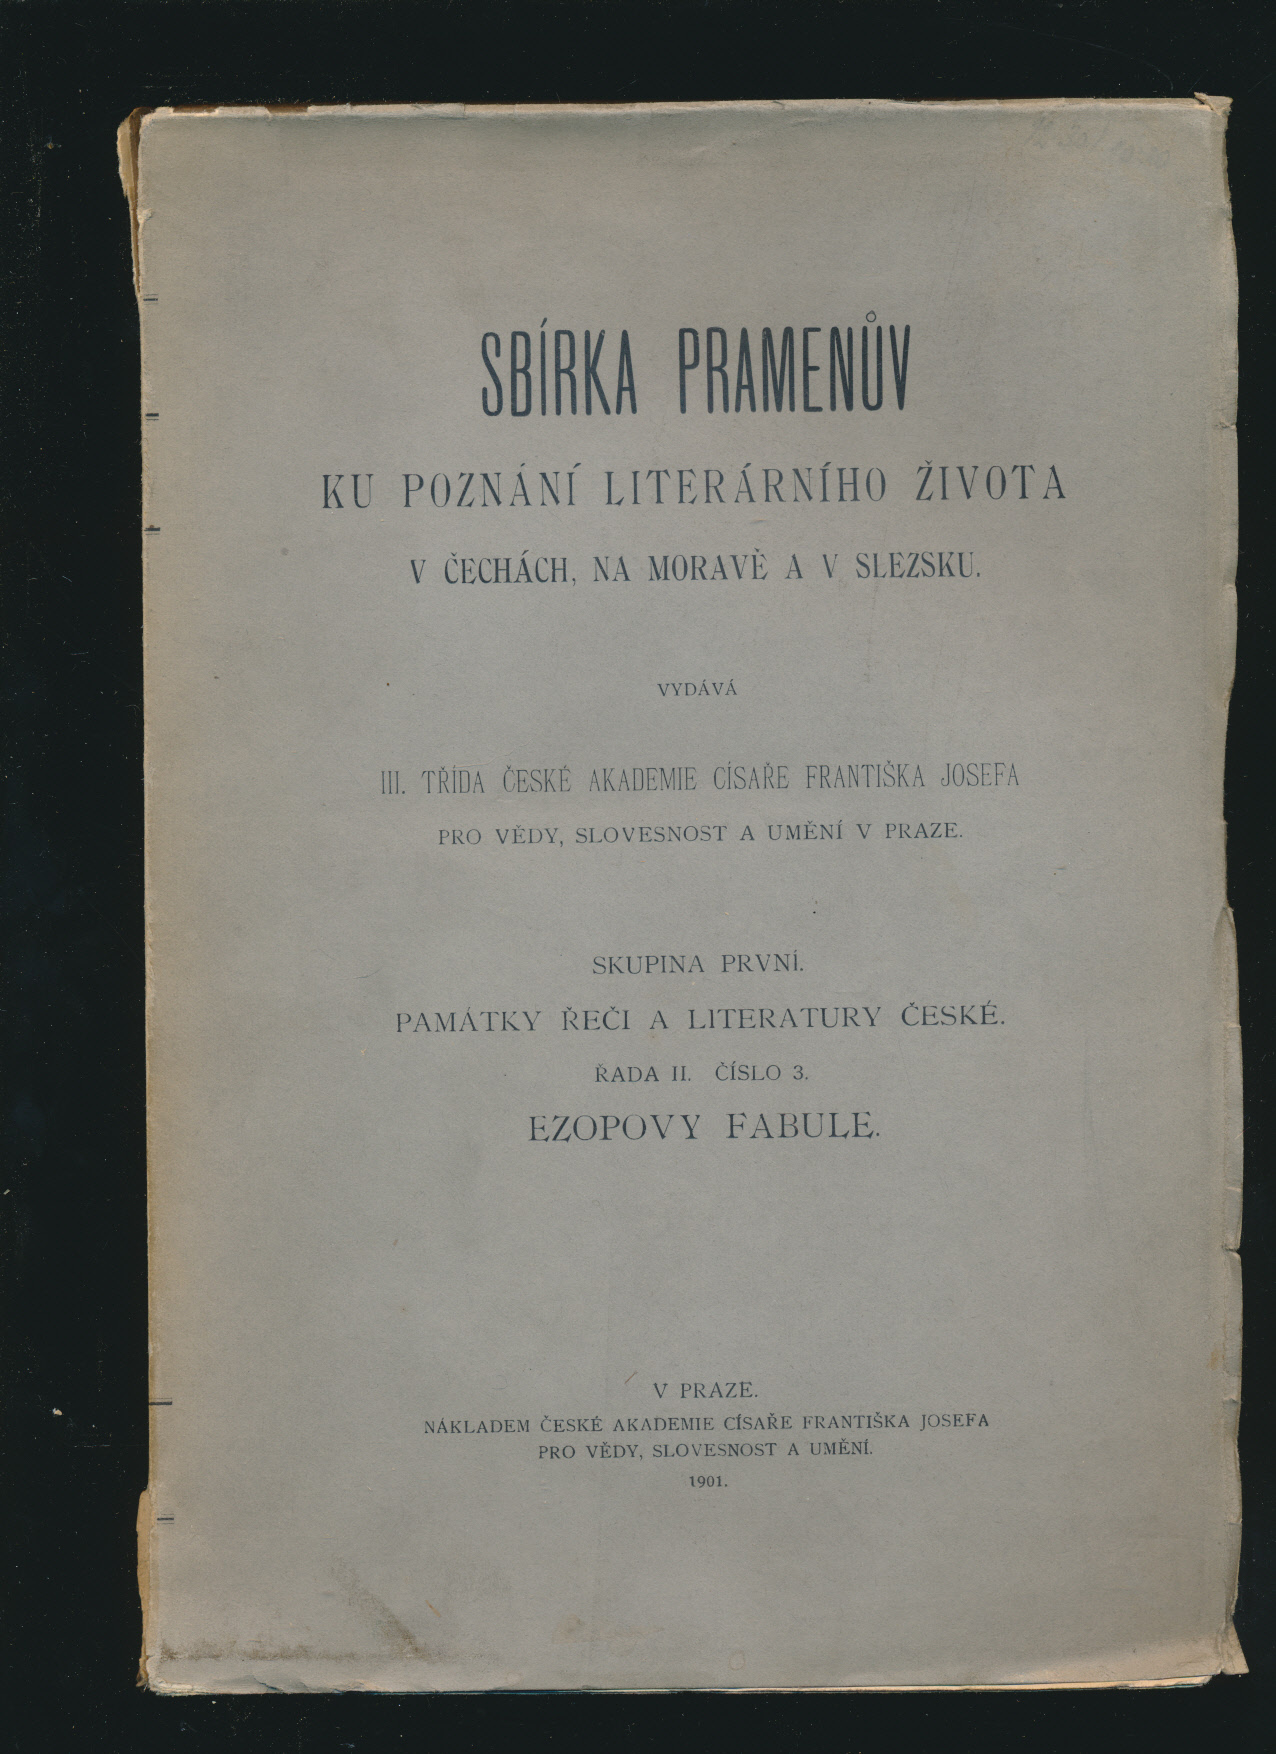 SBÍRKA PRAMENŮV
KU POZNÁNÍ LITERÁRNÍHO ŽIVOTA
V ČECHÁCH, NA MORAVĚ A V SLEZSKU.
VYDÁVÁ
III. TŘÍDA ČESKÉ AKADEMIE CÍSAŘE FRANTIŠKA JOSEFA
PRO VĚDY, SLOVESNOST A UMĚNÍ V PRAZE.
SKUPINA PRVNÍ.
PAMÁTKY ŘEČI A LITERATURY ČESKÉ.
ŘADA II. ČÍSLO 3.
EZOPOVY FABULE.
V PRAZE.
NÁKLADEM ČESKÉ AKADEMIE CÍSAŘE FRANTIŠKA JOSEFA
PRO VĚDY, SLOVESNOST A UMĚNÍ.
1901.